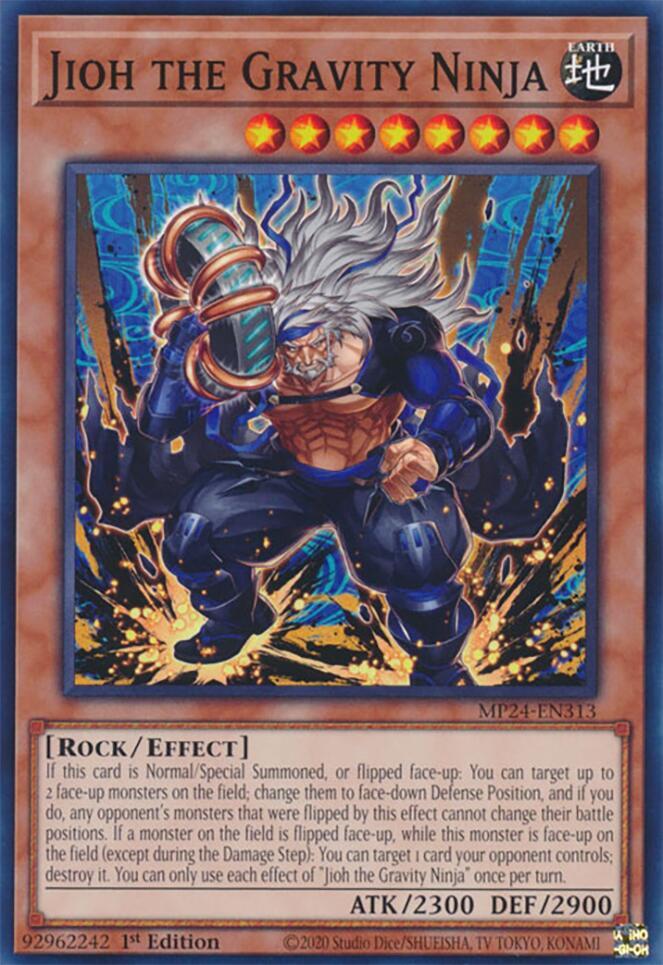 JIOH THE GRAVITY NINJA
EARTH
地
MP24-EN313
[ROCK/EFFECT]
If this card is Normal/Special Summoned, or flipped face-up: You can target up to
2 face-up monsters on the field; change them to face-down Defense Position, and if you
do, any opponent's monsters that were flipped by this effect cannot change their battle
positions. If a monster on the field is flipped face-up, while this monster is face-up on
the field (except during the Damage Step): You can target 1 card your opponent controls;
destroy it. You can only use each effect of "Jioh the Gravity Ninja" once per turn.
ATK/2300 DEF/2900
92962242 1st Edition ©2020 Studio Dice/SHUEISHA, TV TOKYO, KONAMI